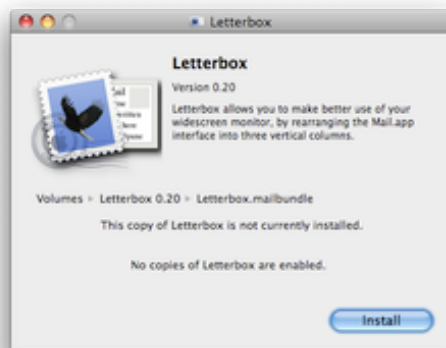 Letterbox
Letterbox
Version 0.20
Letterbox allows you to make better use of your
widescreen monitor, by rearranging the Mail.app
interface into three vertical columns.
Volumes ▸ Letterbox 0.20 ▸ Letterbox.mailbundle
This copy of Letterbox is not currently installed.
No copies of Letterbox are enabled.
Install